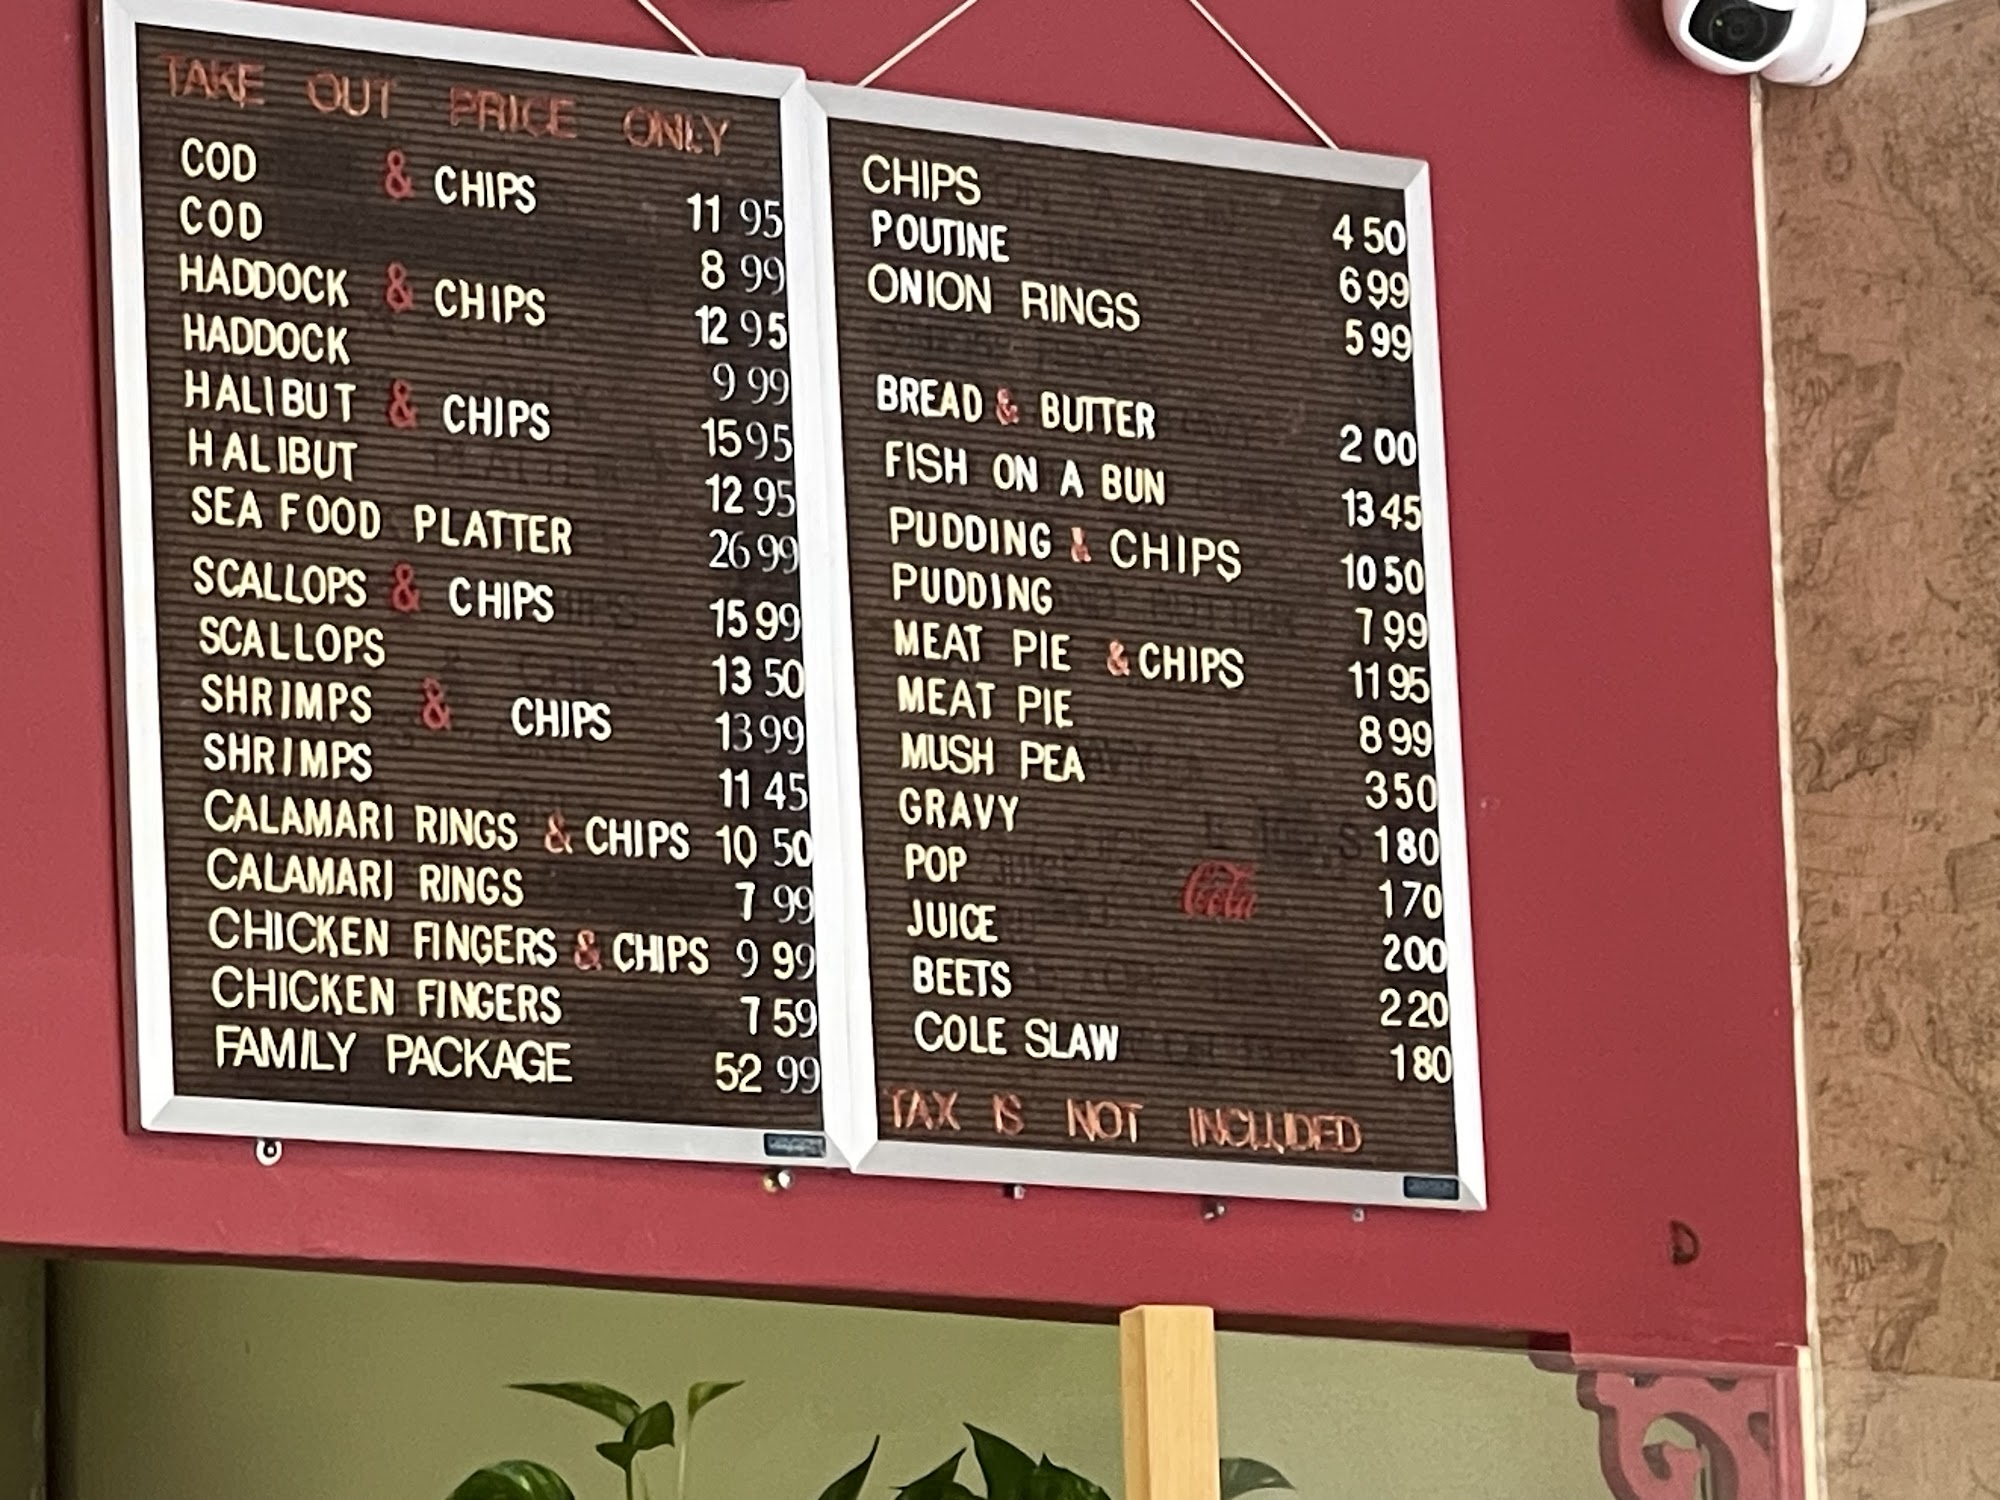 TAKE OUT PRICE ONLY
COD & CHIPS 11 95
COD 8 99
HADDOCK & CHIPS 12 95
HADDOCK 9 99
HALIBUT & CHIPS 15 95
HALIBUT 12 95
SEA FOOD PLATTER 26 99
SCALLOPS & CHIPS 15 99
SCALLOPS 13 50
SHRIMPS & CHIPS 13 99
SHRIMPS 11 45
CALAMARI RINGS & CHIPS 10 50
CALAMARI RINGS 7 99
CHICKEN FINGERS & CHIPS 9 99
CHICKEN FINGERS 7 59
FAMILY PACKAGE 52 99
CHIPS 4 50
POUTINE 6 99
ONION RINGS 5 99
BREAD & BUTTER 2 00
FISH ON A BUN 13 45
PUDDING & CHIPS 10 50
PUDDING 7 99
MEAT PIE & CHIPS 11 95
MEAT PIE 8 99
MUSH PEA 3 50
GRAVY 1 80
POP Coca Cola 1 70
JUICE 2 00
BEETS 2 20
COLE SLAW 1 80
TAX IS NOT INCLUDED